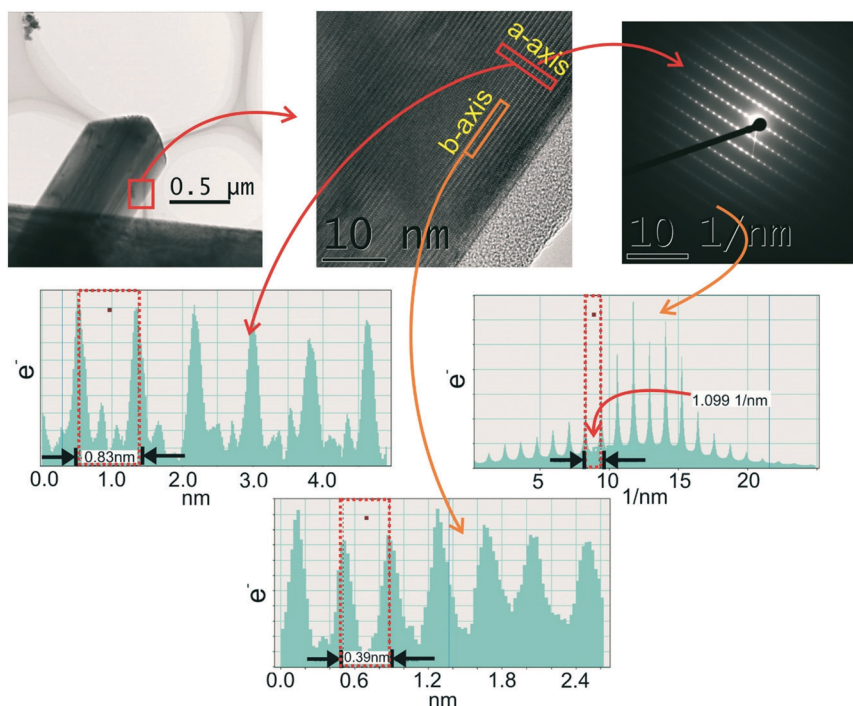 0.5 µm
a-axis
b-axis
10 nm
10 1/nm
e⁻
0.83nm
0.0 1.0 2.0 3.0 4.0
nm
e⁻
1.099 1/nm
5 10 15 20
1/nm
e⁻
0.39nm
0.0 0.6 1.2 1.8 2.4
nm